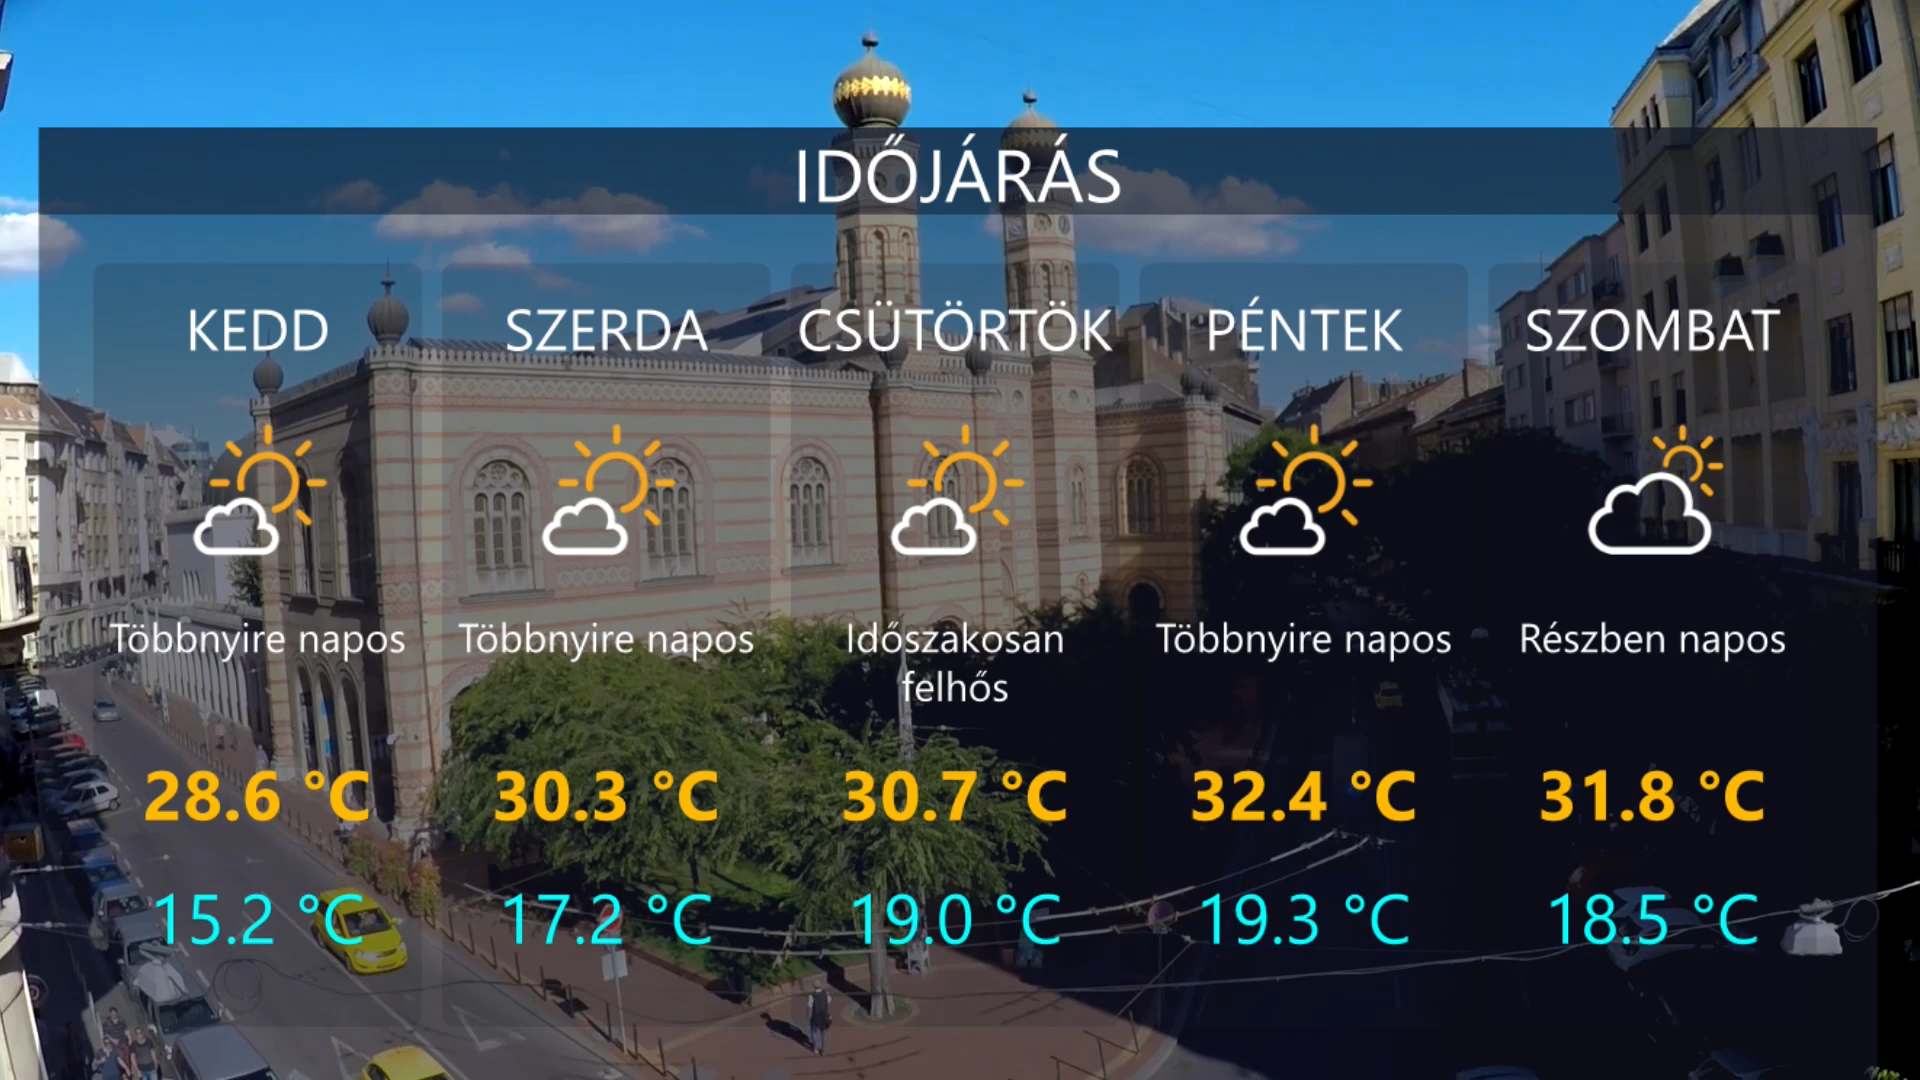 IDŐJÁRÁS
KEDD
SZERDA
CSÜTÖRTÖK
PÉNTEK
SZOMBAT
Többnyire napos
Többnyire napos
Időszakosan
felhős
Többnyire napos
Részben napos
28.6 °C
30.3 °C
30.7 °C
32.4 °C
31.8 °C
15.2 °C
17.2 °C
19.0 °C
19.3 °C
18.5 °C